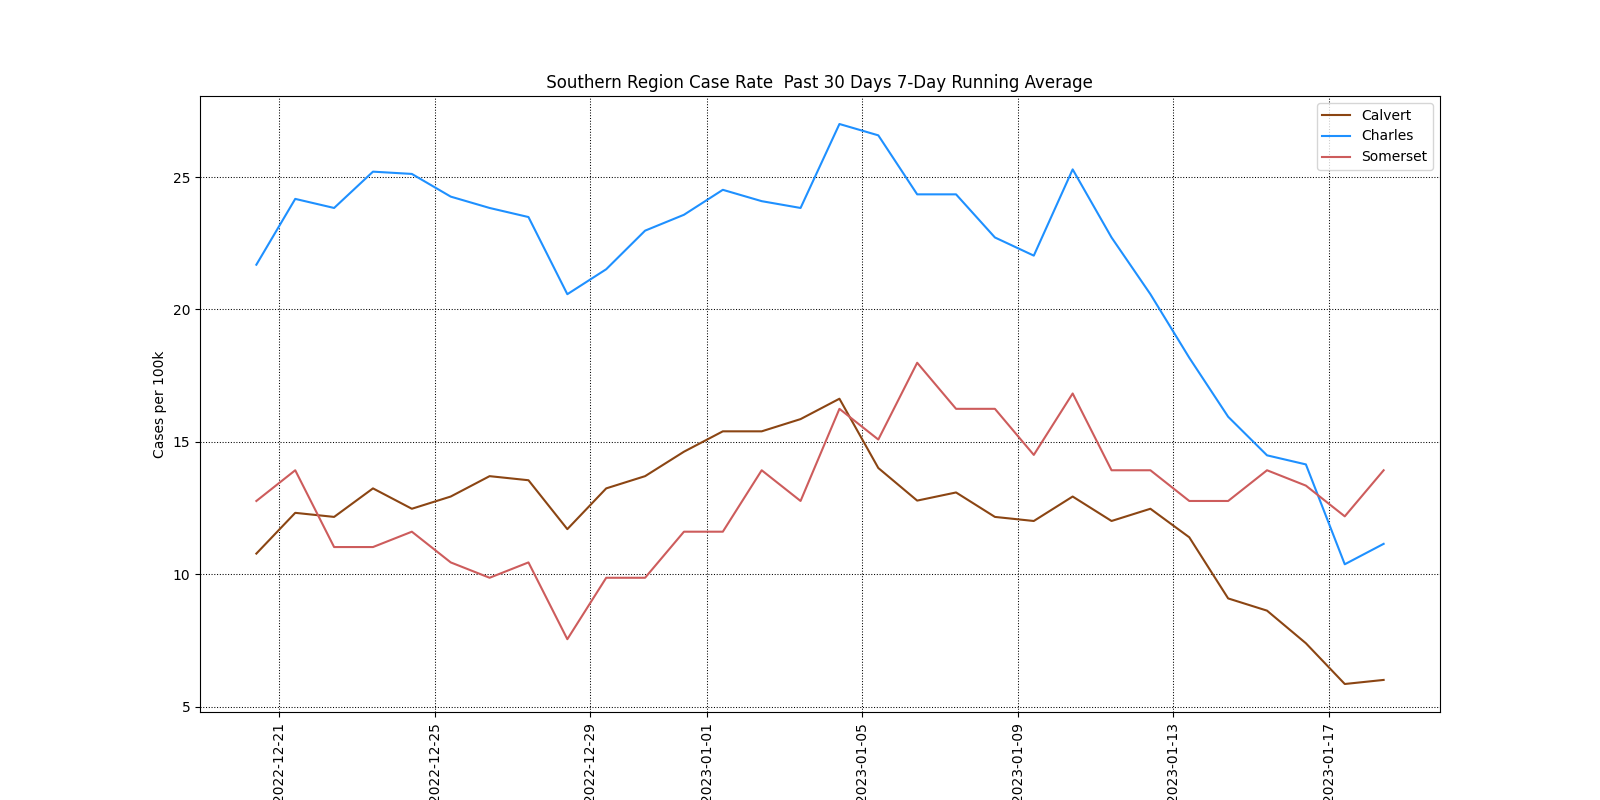 Southern Region Case Rate  Past 30 Days 7-Day Running Average
Calvert
Charles
Somerset
Cases per 100k
25
20
15
10
5
2022-12-21
2022-12-25
2022-12-29
2023-01-01
2023-01-05
2023-01-09
2023-01-13
2023-01-17